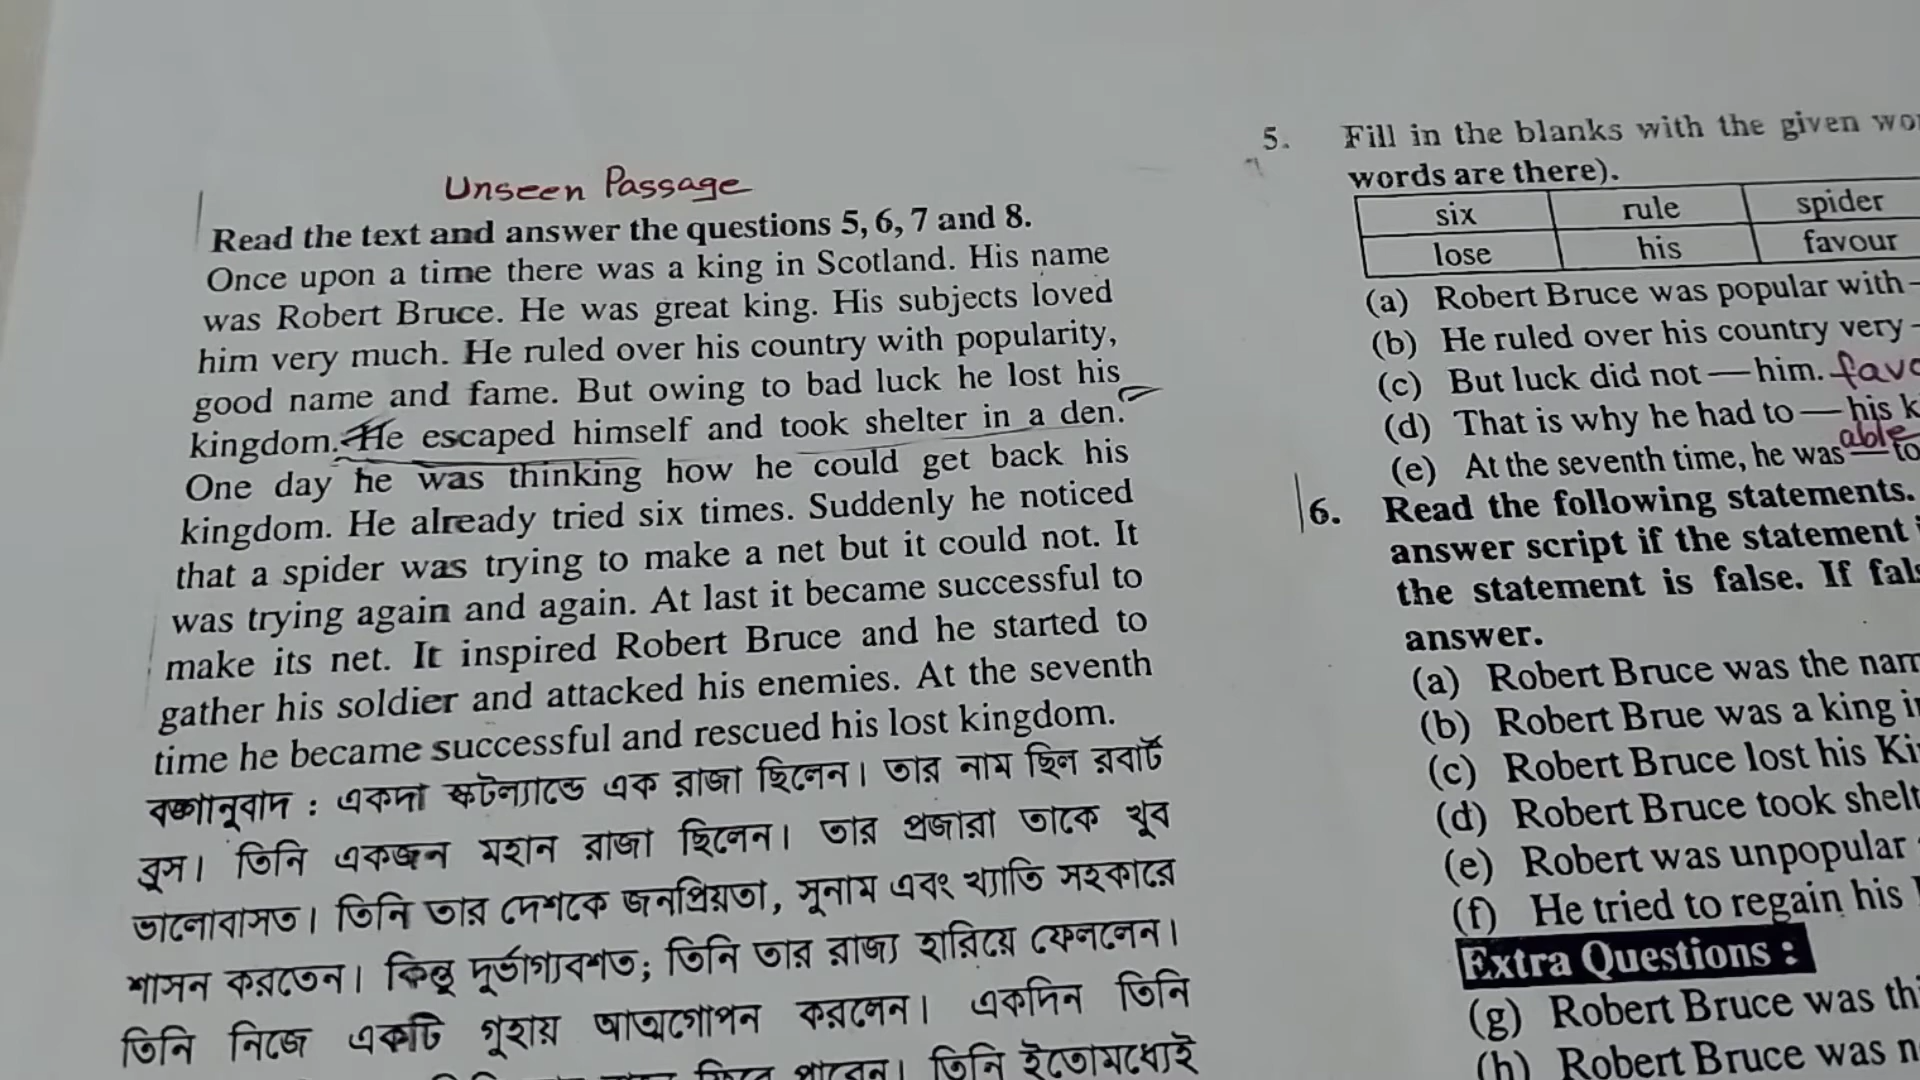 Unseen Passage
Read the text and answer the questions 5, 6, 7 and 8.
Once upon a time there was a king in Scotland. His name
was Robert Bruce. He was great king. His subjects loved
him very much. He ruled over his country with popularity,
good name and fame. But owing to bad luck he lost his
kingdom. He escaped himself and took shelter in a den.
One day he was thinking how he could get back his
kingdom. He already tried six times. Suddenly he noticed
that a spider was trying to make a net but it could not. It
was trying again and again. At last it became successful to
make its net. It inspired Robert Bruce and he started to
gather his soldier and attacked his enemies. At the seventh
time he became successful and rescued his lost kingdom.
বঙ্গানুবাদ : একদা স্কটল্যান্ডে এক রাজা ছিলেন। তার নাম ছিল রবার্ট
ব্রুস। তিনি একজন মহান রাজা ছিলেন। তার প্রজারা তাকে খুব
ভালোবাসত। তিনি তার দেশকে জনপ্রিয়তা, সুনাম এবং খ্যাতি সহকারে
শাসন করতেন। কিন্তু দূর্ভাগ্যবশত; তিনি তার রাজ্য হারিয়ে ফেললেন।
তিনি নিজে একটি গূহায় আত্মগোপন করলেন। একদিন তিনি
ফিরে পাবেন। তিনি ইতোমধ্যেই
5. Fill in the blanks with the given
words are there).
six rule spider
lose his favour
(a) Robert Bruce was popular with—
(b) He ruled over his country very —
(c) But luck did not — him.
(d) That is why he had to — his
(e) At the seventh time, he was able — to
6. Read the following statements.
answer script if the statement
the statement is false. If
answer.
(a) Robert Bruce was the
(b) Robert Brue was a king
(c) Robert Bruce lost his
(d) Robert Bruce took
(e) Robert was unpopular
(f) He tried to regain his
Extra Questions :
(g) Robert Bruce was
(h) Robert Bruce was